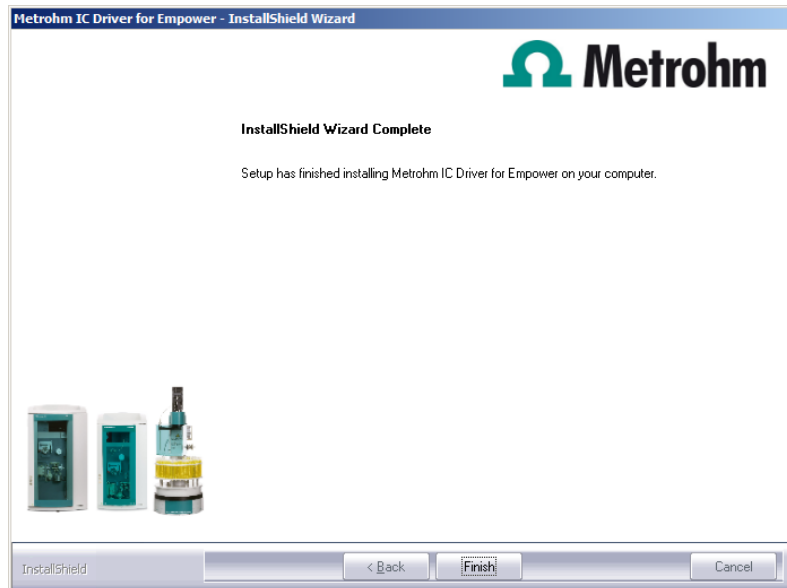 Metrohm IC Driver for Empower - InstallShield Wizard
Metrohm
InstallShield Wizard Complete
Setup has finished installing Metrohm IC Driver for Empower on your computer.
InstallShield
< Back
Finish
Cancel